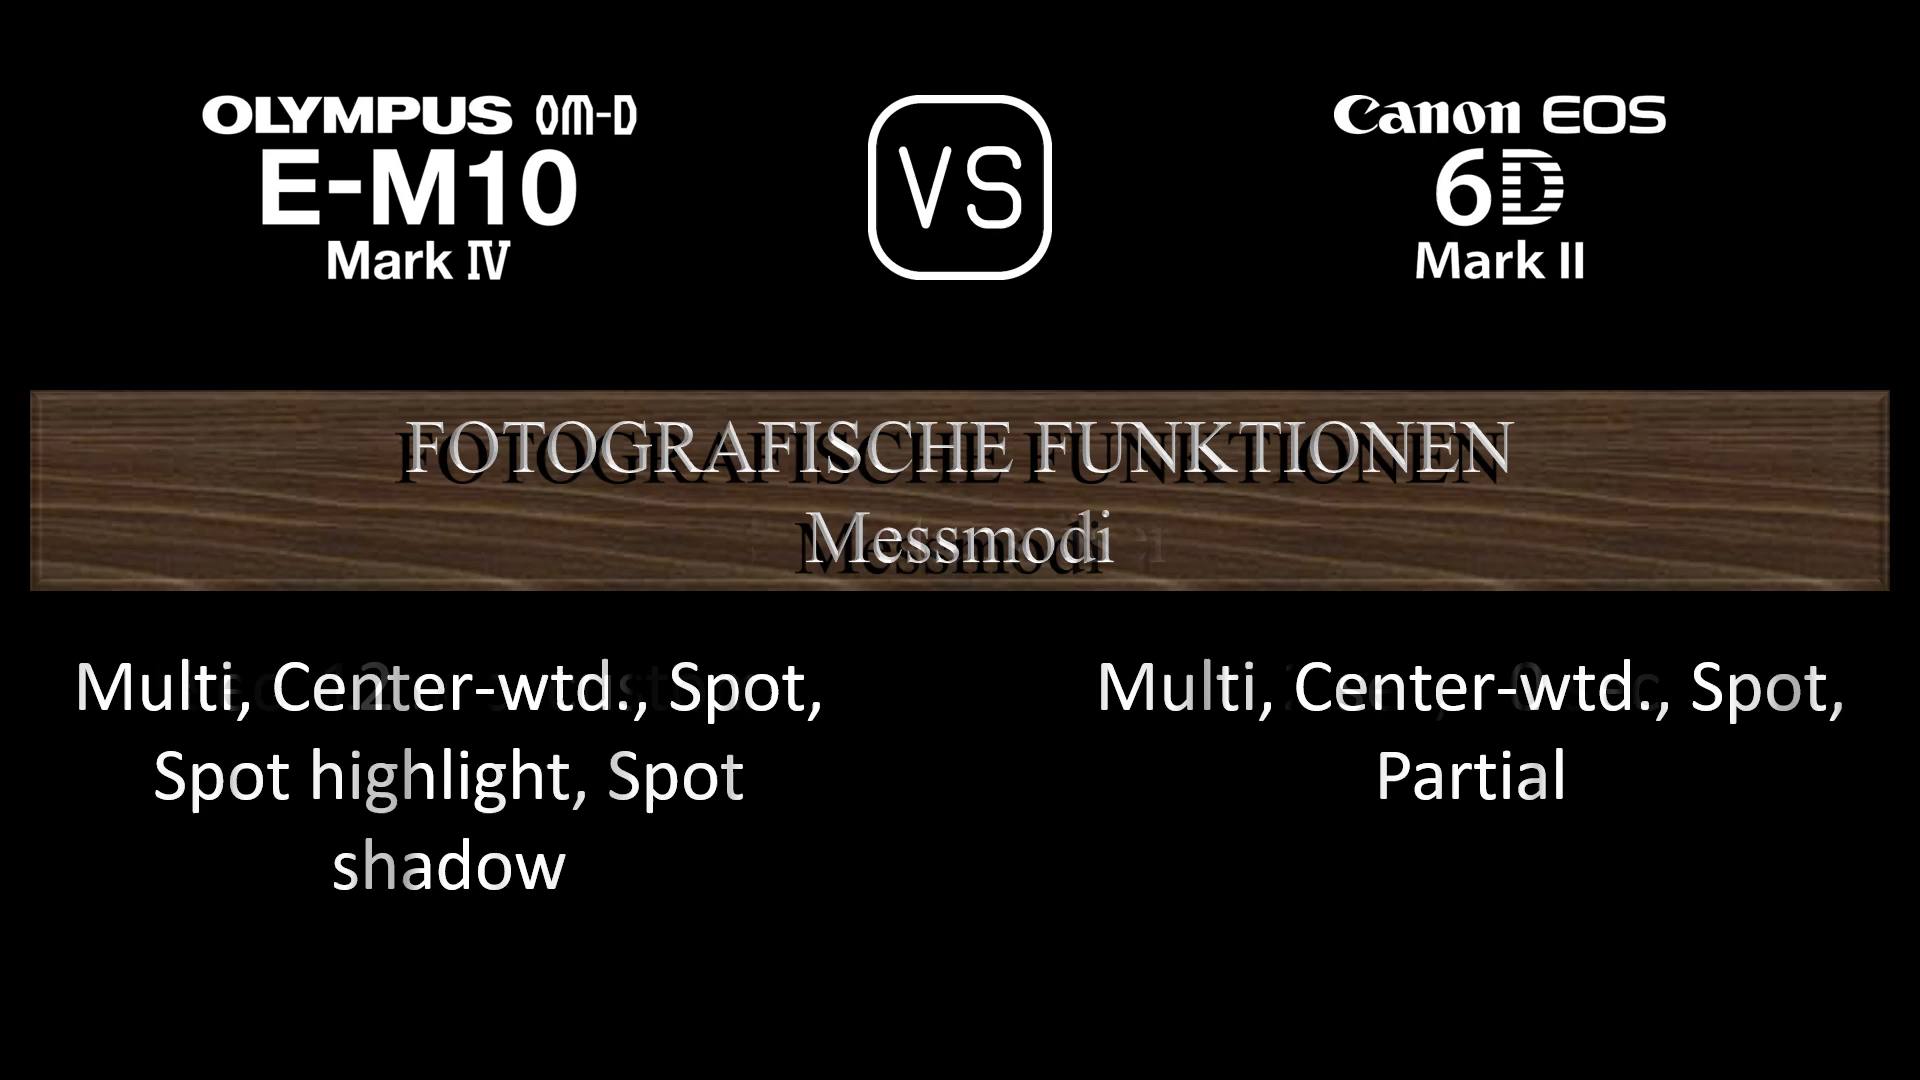 OLYMPUS OM-D
E-M10
Mark IV
VS
Canon EOS
6D
Mark II
FOTOGRAFISCHE FUNKTIONEN
Messmodi
Multi, Center-wtd., Spot,
Spot highlight, Spot
shadow
Multi, Center-wtd., Spot,
Partial